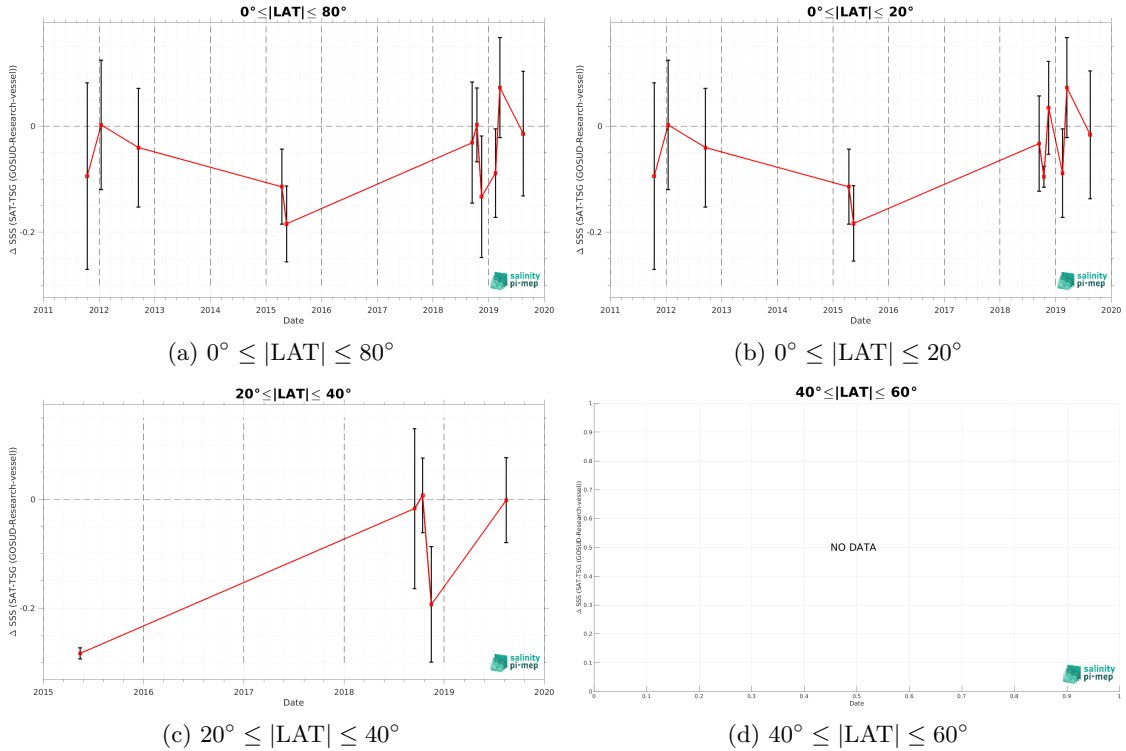 0°≤|LAT|≤ 80°
Δ SSS (SAT-TSG (GOSUD-Research-vessel))
0
-0.2
salinity
pi-mep
2011 2012 2013 2014 2015 2016 2017 2018 2019 2020
Date
(a) 0° ≤ |LAT| ≤ 80°
0°≤|LAT|≤ 20°
Δ SSS (SAT-TSG (GOSUD-Research-vessel))
0
-0.2
salinity
pi-mep
2011 2012 2013 2014 2015 2016 2017 2018 2019 2020
Date
(b) 0° ≤ |LAT| ≤ 20°
20°≤|LAT|≤ 40°
Δ SSS (SAT-TSG (GOSUD-Research-vessel))
0
-0.2
salinity
pi-mep
2015 2016 2017 2018 2019 2020
Date
(c) 20° ≤ |LAT| ≤ 40°
40°≤|LAT|≤ 60°
Δ SSS (SAT-TSG (GOSUD-Research-vessel))
1
0.9
0.8
0.7
0.6
0.5
0.4
0.3
0.2
0.1
0
NO DATA
salinity
pi-mep
0 0.1 0.2 0.3 0.4 0.5 0.6 0.7 0.8 0.9 1
Date
(d) 40° ≤ |LAT| ≤ 60°